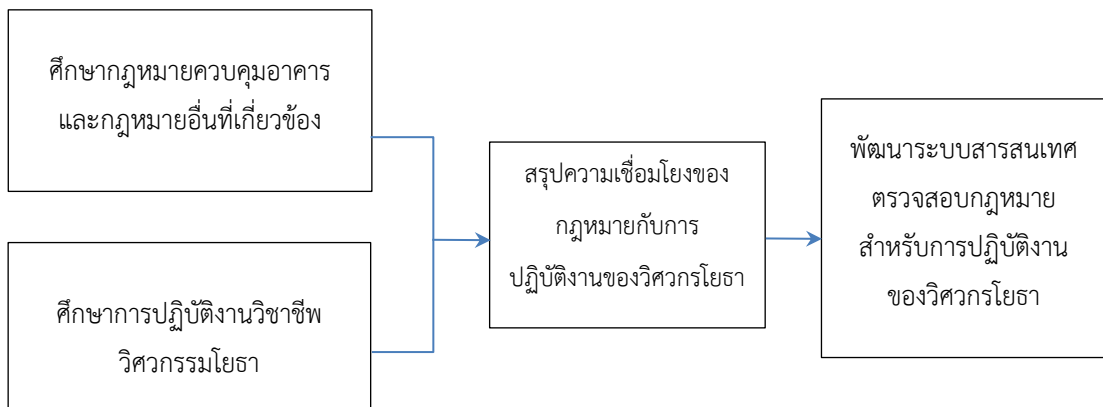 ศึกษากฎหมายควบคุมอาคาร
และกฎหมายอื่นที่เกี่ยวข้อง
ศึกษาการปฏิบัติงานวิชาชีพ
วิศวกรรมโยธา
สรุปความเชื่อมโยงของ
กฎหมายกับการ
ปฏิบัติงานของวิศวกรโยธา
พัฒนาระบบสารสนเทศ
ตรวจสอบกฎหมาย
สำหรับการปฏิบัติงาน
ของวิศวกรโยธา